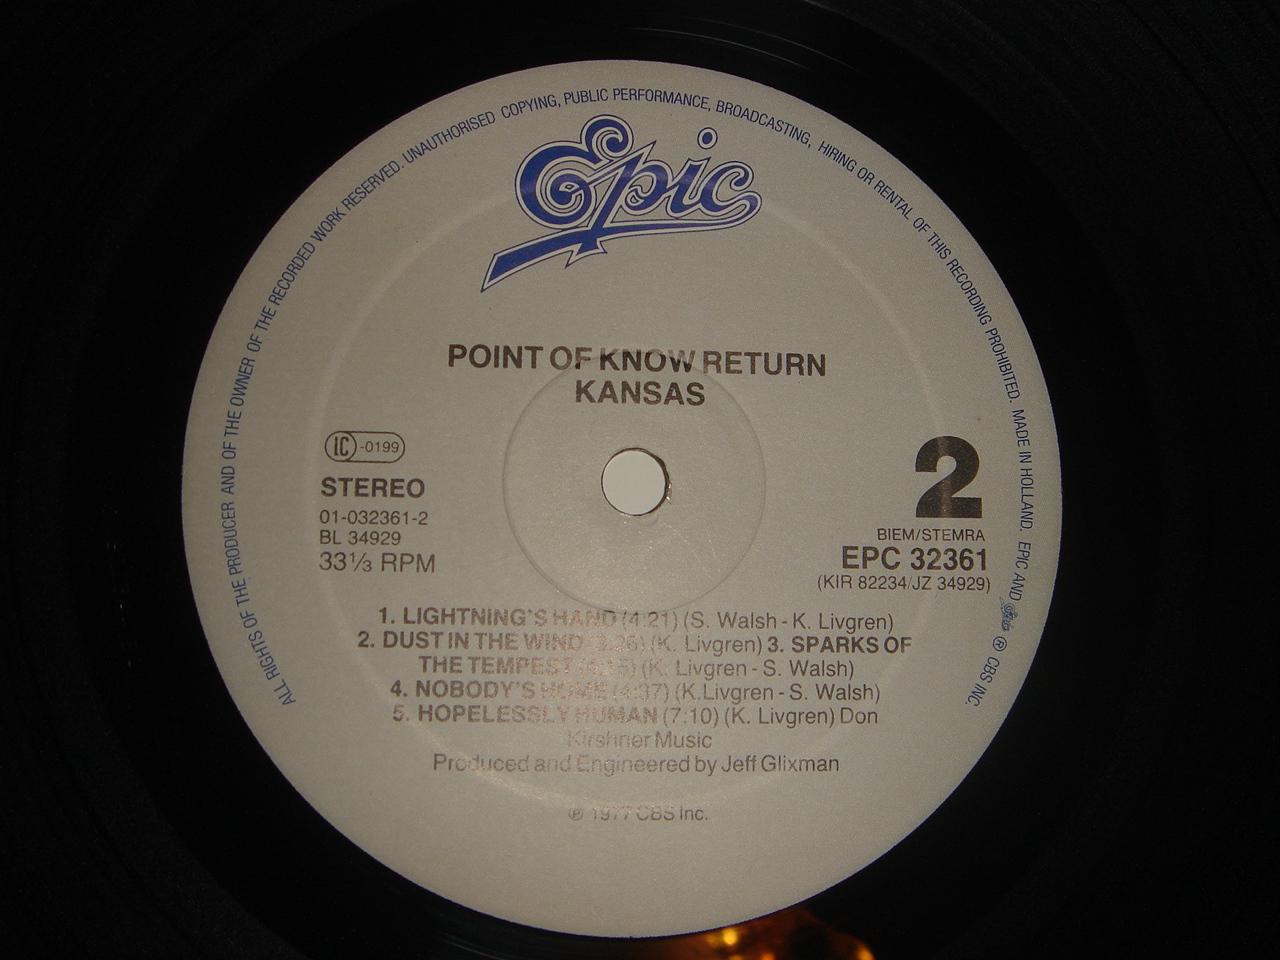 ALL RIGHTS OF THE PRODUCER AND OF THE OWNER OF THE RECORDED WORK RESERVED. UNAUTHORISED COPYING, PUBLIC PERFORMANCE, BROADCASTING, HIRING OR RENTAL OF THIS RECORDING PROHIBITED. MADE IN HOLLAND. EPIC AND Epic ® CBS INC.
Epic
POINT OF KNOW RETURN
KANSAS
LC -0199
STEREO
01-032361-2
BL 34929
33⅓ RPM
2
BIEM/STEMRA
EPC 32361
(KIR 82234/JZ 34929)
1. LIGHTNING'S HAND (4:21) (S. Walsh - K. Livgren)
2. DUST IN THE WIND (3:26) (K. Livgren) 3. SPARKS OF
THE TEMPEST (K. Livgren - S. Walsh)
4. NOBODY'S HOME (4:37) (K.Livgren - S. Walsh)
5. HOPELESSLY HUMAN (7:10) (K. Livgren) Don
Kirshner Music
Produced and Engineered by Jeff Glixman
℗ 1977 CBS Inc.